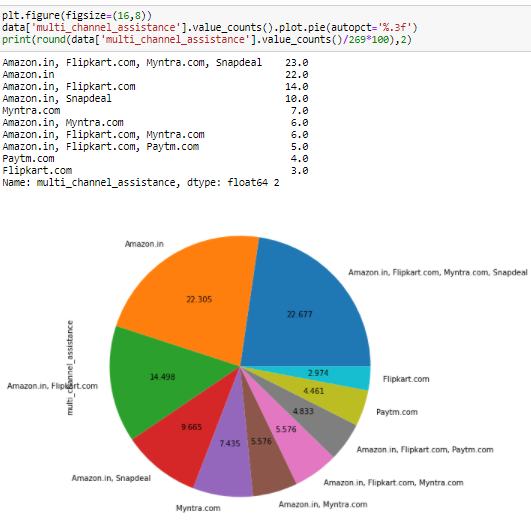 plt.figure(figsize=(16,8))
data['multi_channel_assistance'].value_counts().plot.pie(autopct='%.3f')
print(round(data['multi_channel_assistance'].value_counts()/269*100),2)
Amazon.in, Flipkart.com, Myntra.com, Snapdeal 23.0
Amazon.in 22.0
Amazon.in, Flipkart.com 14.0
Amazon.in, Snapdeal 10.0
Myntra.com 7.0
Amazon.in, Myntra.com 6.0
Amazon.in, Flipkart.com, Myntra.com 6.0
Amazon.in, Flipkart.com, Paytm.com 5.0
Paytm.com 4.0
Flipkart.com 3.0
Name: multi_channel_assistance, dtype: float64 2
Amazon.in
Amazon.in, Flipkart.com, Myntra.com, Snapdeal
22.305
22.677
multi_channel_assistance
Amazon.in, Flipkart.com
14.498
2.974
Flipkart.com
4.461
Paytm.com
4.833
Amazon.in, Flipkart.com, Paytm.com
9.665
7.435
5.576
5.576
Amazon.in, Snapdeal
Amazon.in, Flipkart.com, Myntra.com
Amazon.in, Myntra.com
Myntra.com